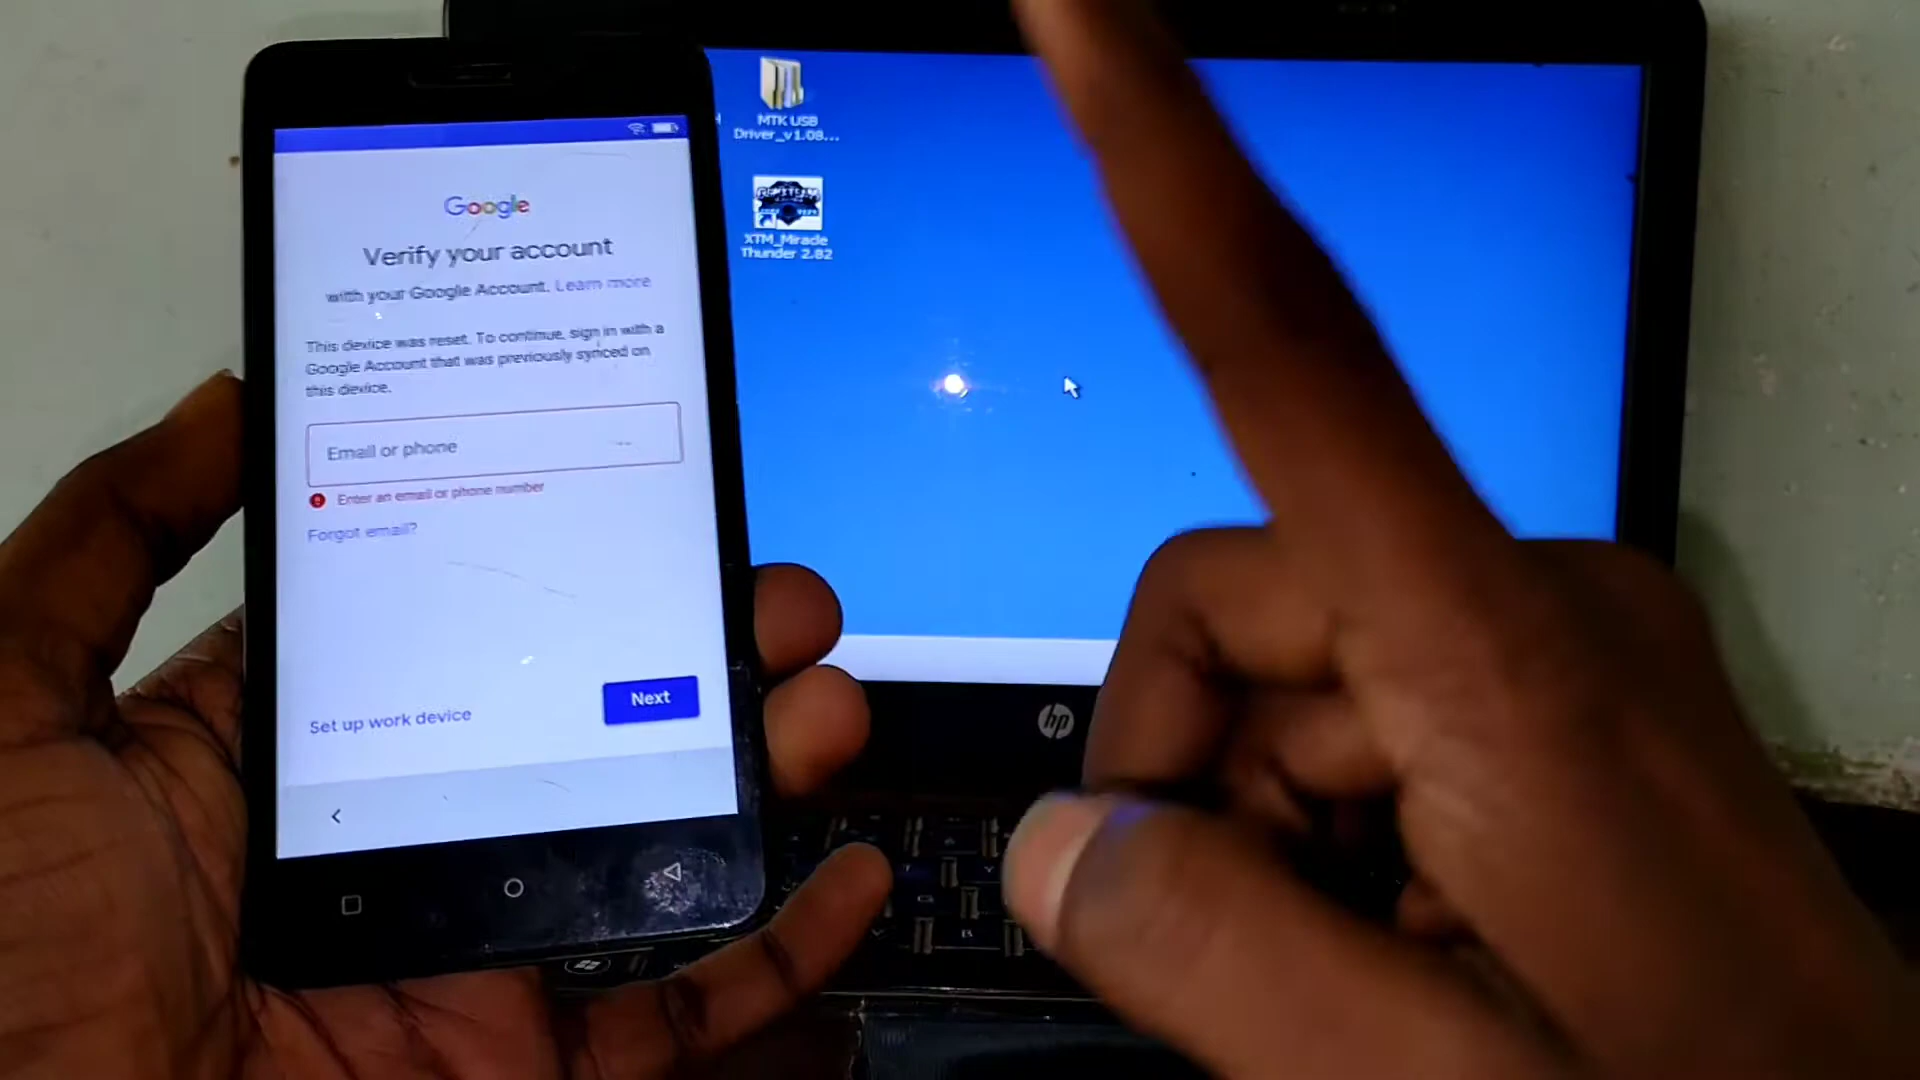 Google
Verify your account
with your Google Account. Learn more
This device was reset. To continue, sign in with a
Google Account that was previously synced on
this device.
Email or phone
Enter an email or phone number
Forgot email?
Set up work device
Next
MTK USB
Driver_v1.08...
XTM_Miracle
Thunder 2.82
hp
B